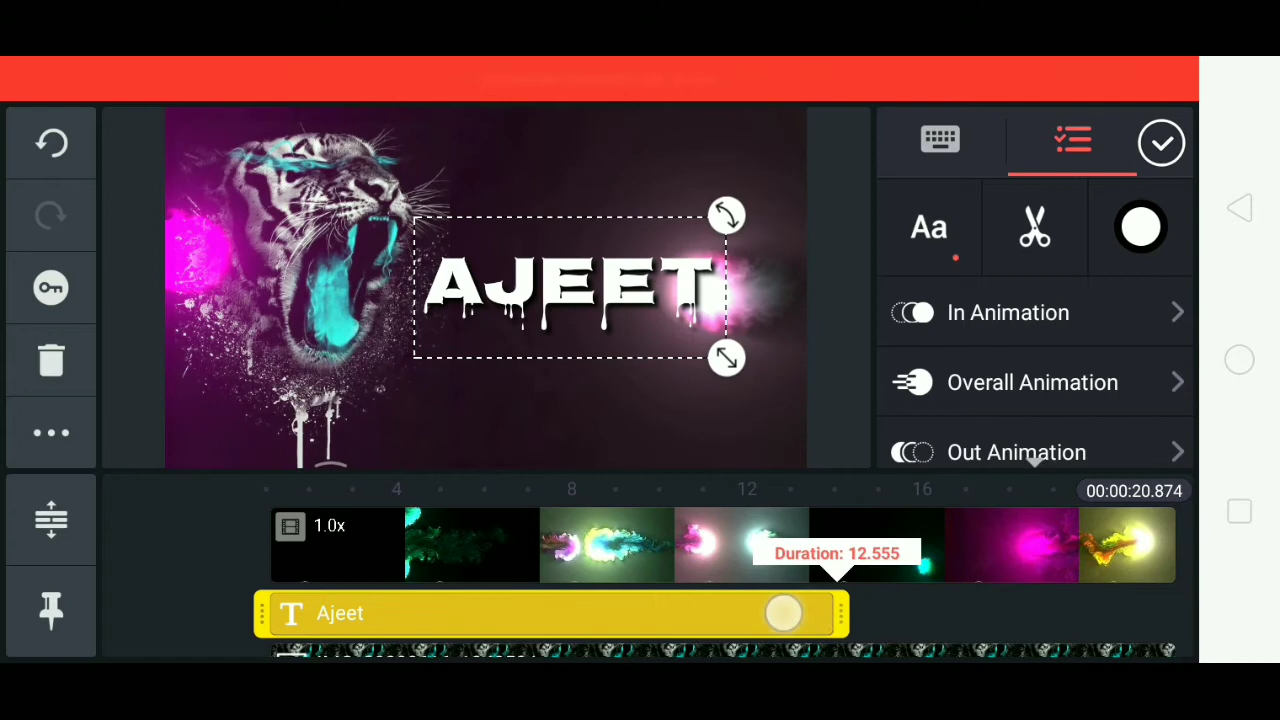 AJEET
Aa
In Animation
Overall Animation
Out Animation
4 8 12 16
00:00:20.874
1.0x
Duration: 12.555
T Ajeet